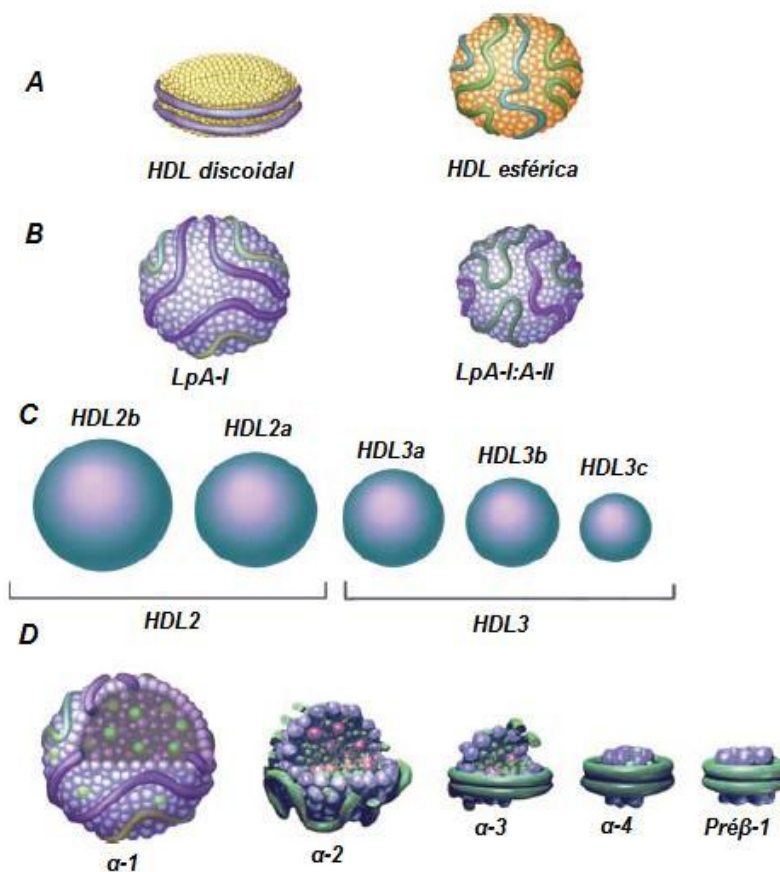 A
HDL discoidal
HDL esférica
B
LpA-I
LpA-I:A-II
C
HDL2b
HDL2a
HDL3a
HDL3b
HDL3c
HDL2
HDL3
D
α-1
α-2
α-3
α-4
Préβ-1